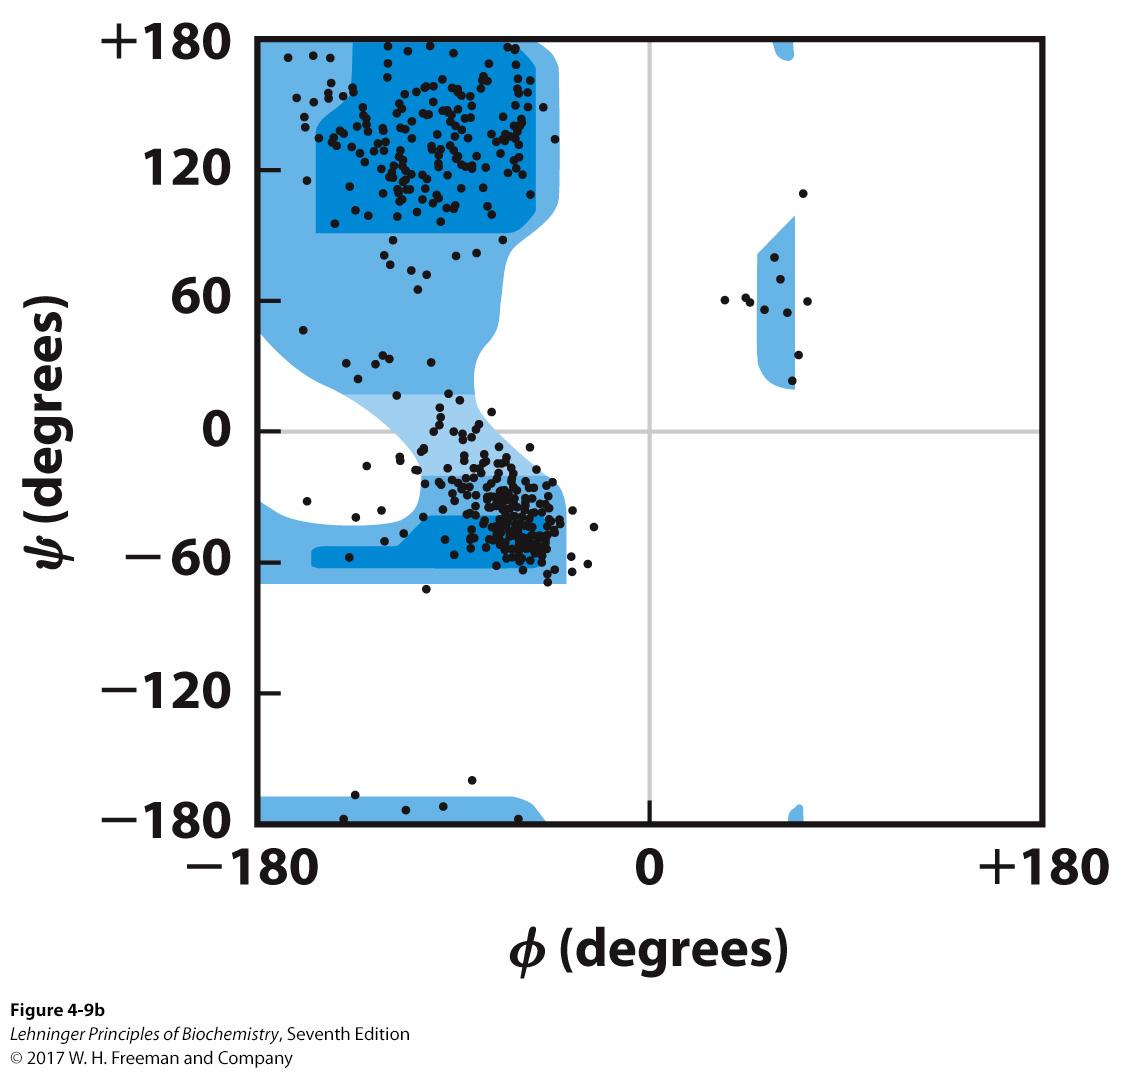 +180
120
60
0
−60
−120
−180
ψ (degrees)
−180 0 +180
ϕ (degrees)
Figure 4-9b
Lehninger Principles of Biochemistry, Seventh Edition
© 2017 W. H. Freeman and Company